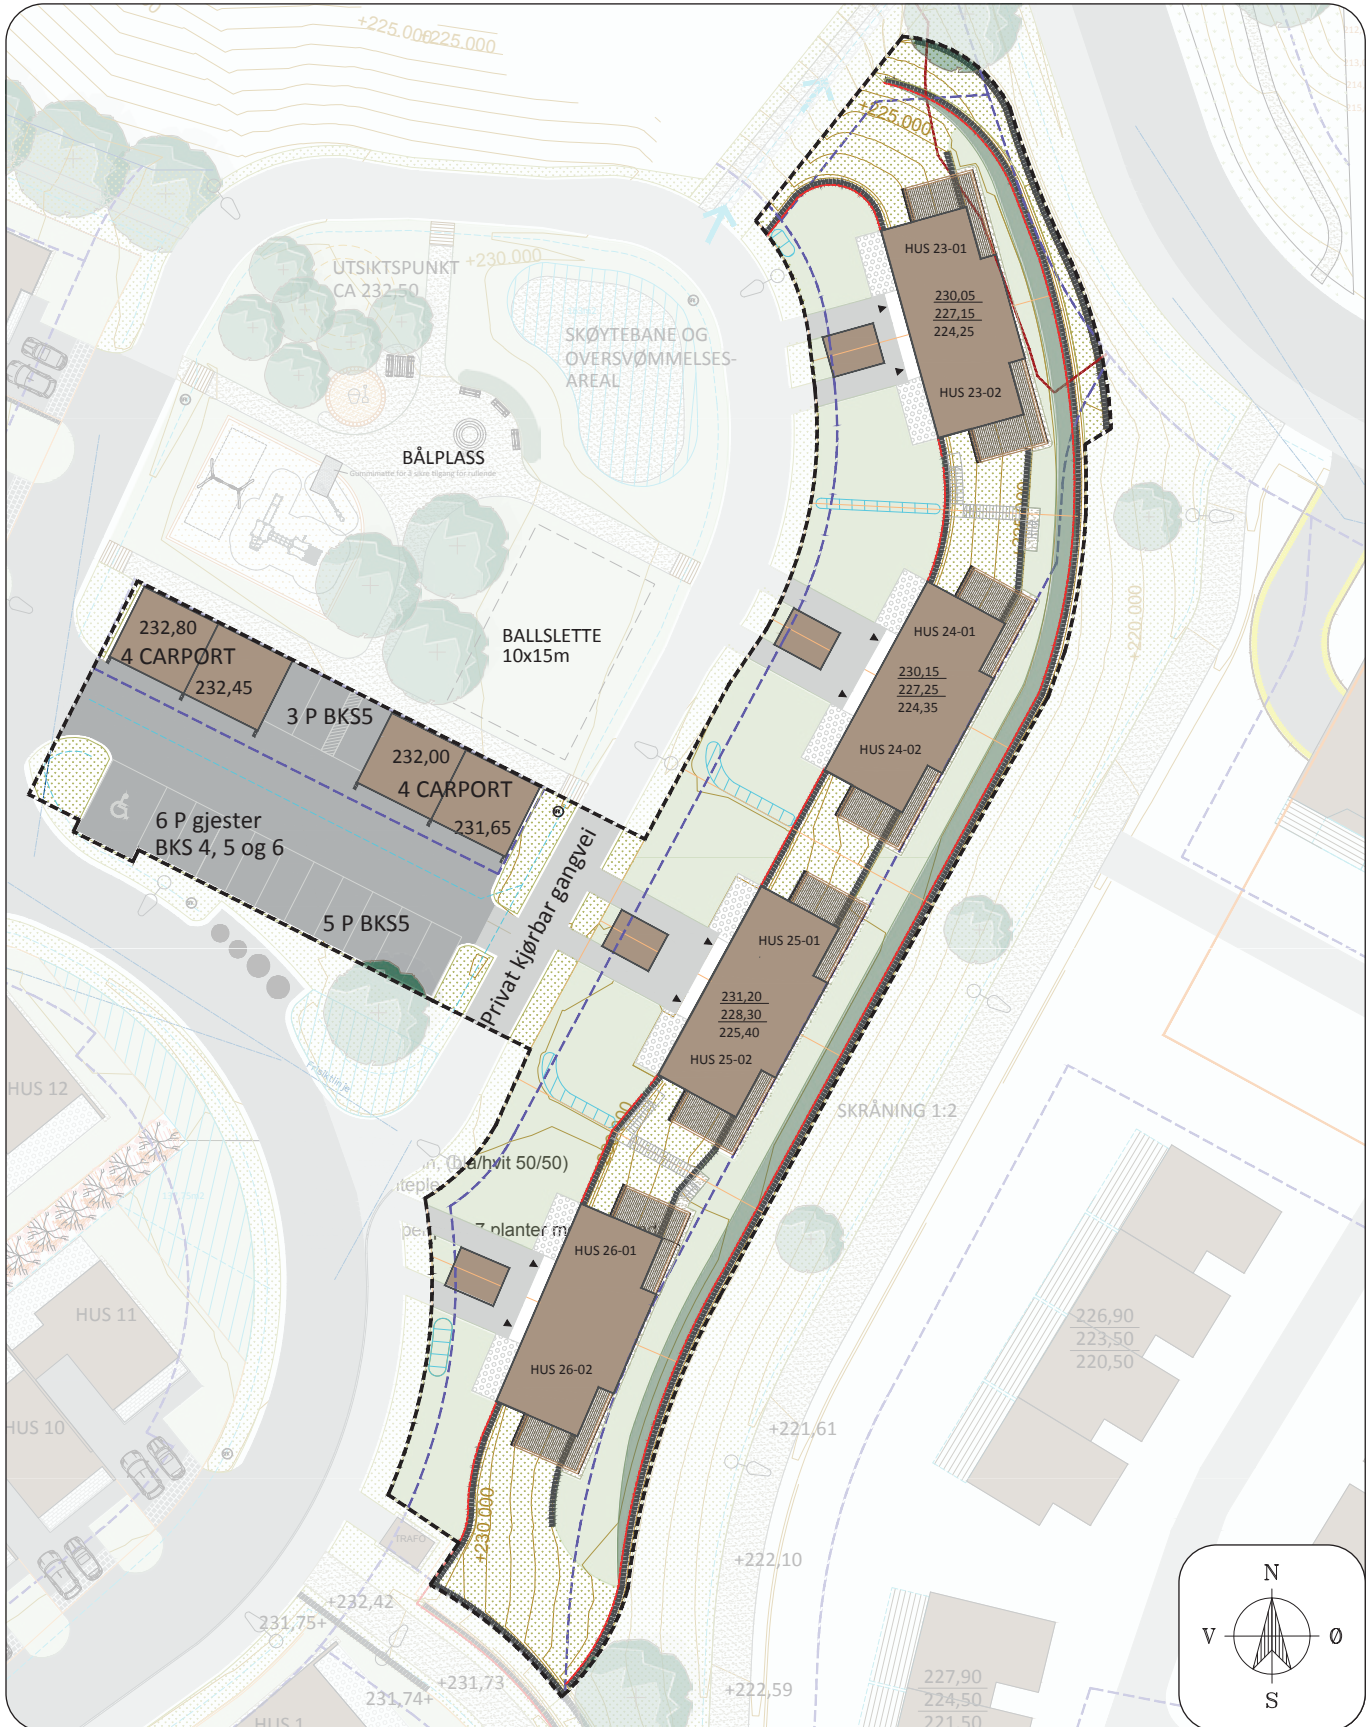 +225.000
+225.000
+225.000
UTSIKTSPUNKT
CA 232,50
+230.000
SKØYTEBANE OG
OVERSVØMMELSES-
AREAL
HUS 23-01
230,05
227,15
224,25
HUS 23-02
BÅLPLASS
BALLSLETTE
10x15m
+220.000
HUS 24-01
230,15
227,25
224,35
HUS 24-02
232,80
4 CARPORT
232,45
3 P BKS5
232,00
4 CARPORT
231,65
6 P gjester
BKS 4, 5 og 6
5 P BKS5
Privat kjørbar gangvei
HUS 25-01
231,20
228,30
225,40
HUS 25-02
SKRÅNING 1:2
Frisiktlinje
HUS 12
(blå/hvit 50/50)
7 planter
HUS 26-01
HUS 26-02
HUS 11
HUS 10
226,90
223,50
220,50
+221,61
+230.000
TRAFO
+222,10
+232,42
231,75+
+231,73
231,74+
+222,59
HUS 1
227,90
224,50
221,50
N
V
Ø
S